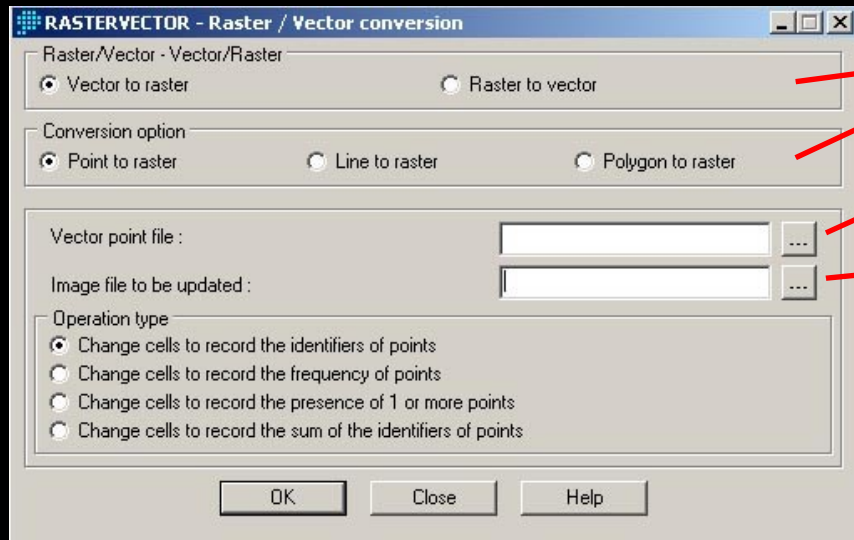 RASTERVECTOR - Raster / Vector conversion
Raster/Vector - Vector/Raster
Vector to raster
Raster to vector
Conversion option
Point to raster
Line to raster
Polygon to raster
Vector point file :
...
Image file to be updated :
...
Operation type
Change cells to record the identifiers of points
Change cells to record the frequency of points
Change cells to record the presence of 1 or more points
Change cells to record the sum of the identifiers of points
OK
Close
Help